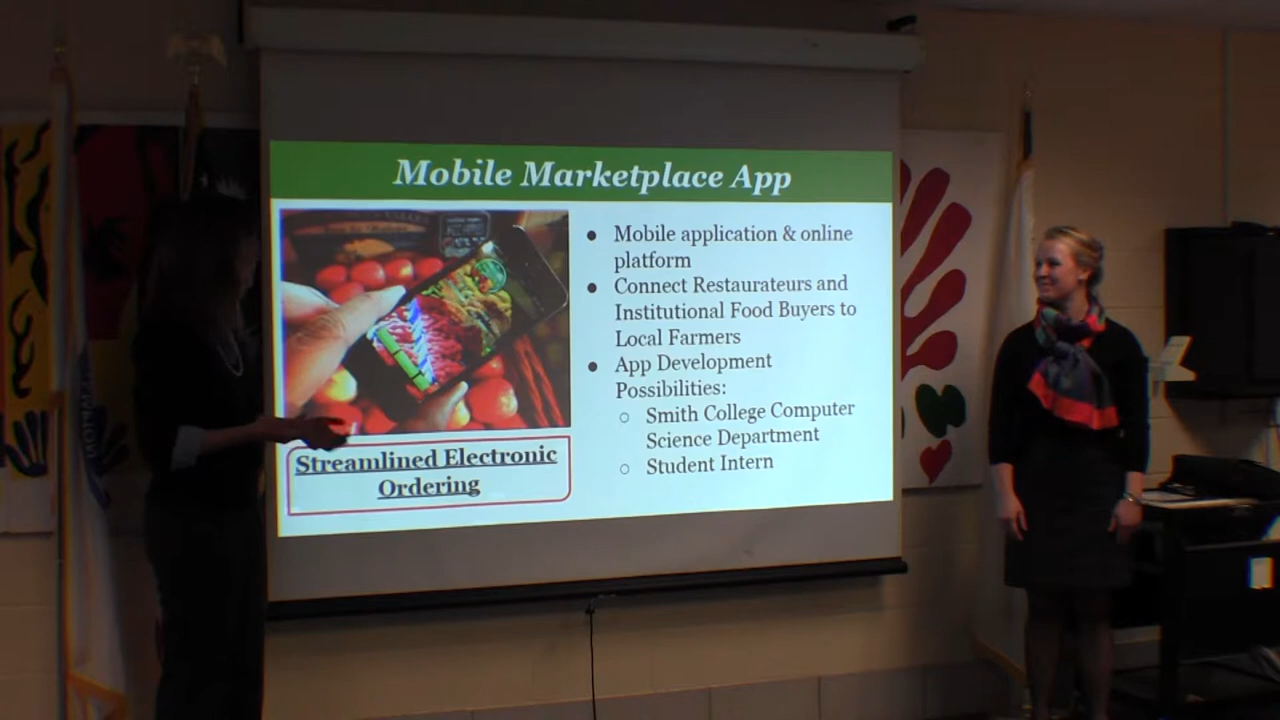 Mobile Marketplace App
● Mobile application & online
platform
● Connect Restaurateurs and
Institutional Food Buyers to
Local Farmers
● App Development
Possibilities:
○ Smith College Computer
Science Department
○ Student Intern
Streamlined Electronic
Ordering